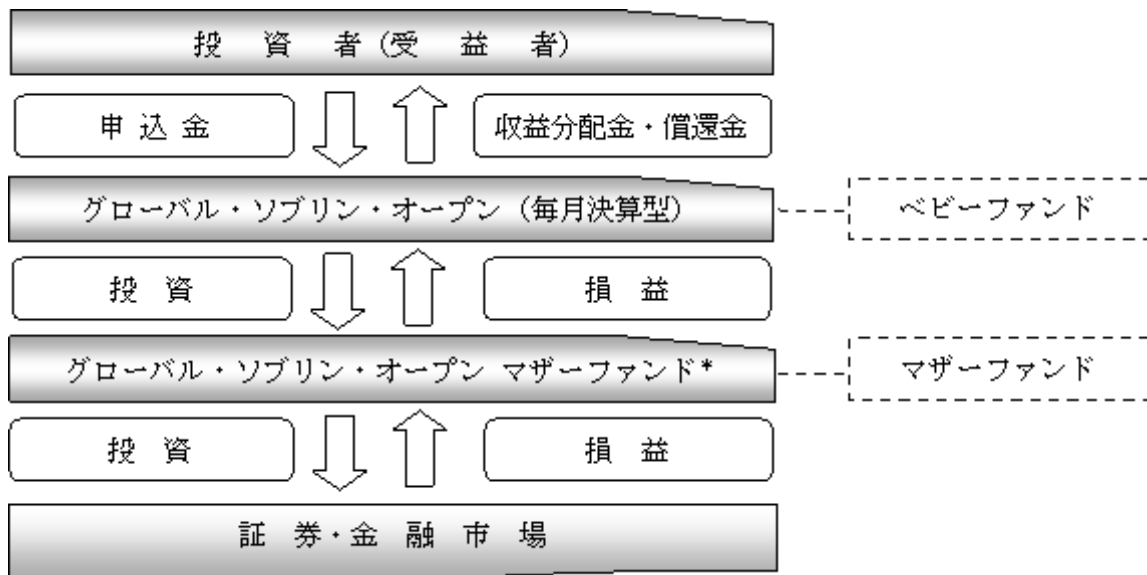 投資者(受益者)
申込金
収益分配金・償還金
グローバル・ソブリン・オープン(毎月決算型)
ベビーファンド
投資
損益
グローバル・ソブリン・オープン マザーファンド*
マザーファンド
投資
損益
証券・金融市場